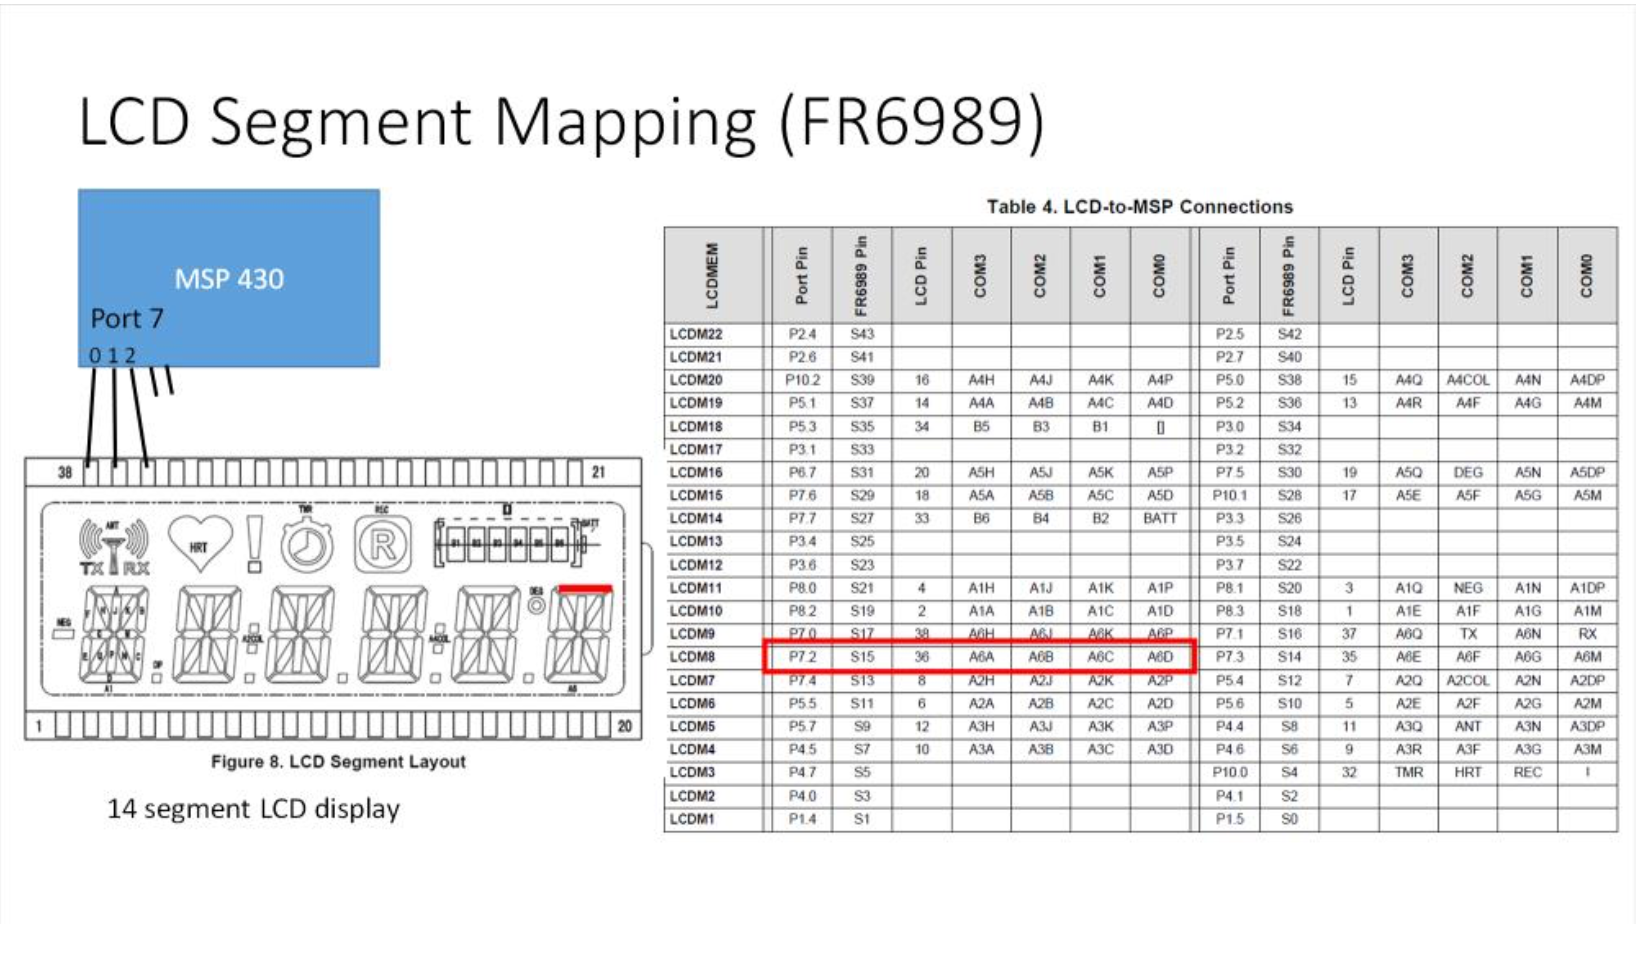 LCD Segment Mapping (FR6989)
MSP 430
Port 7
0 1 2
38
21
ANT
TX
RX
HRT
TMR
REC
R
B1 B2 B3 B4 B5 B6
BATT
NEG
A
F H J K B
G M
E Q P N C
D
A1
DP
A2COL
A4COL
DEG
A6
1
20
Figure 8. LCD Segment Layout
14 segment LCD display
Table 4. LCD-to-MSP Connections
LCDMEM Port Pin FR6989 Pin LCD Pin COM3 COM2 COM1 COM0 Port Pin FR6989 Pin LCD Pin COM3 COM2 COM1 COM0
LCDM22 P2.4 S43 P2.5 S42
LCDM21 P2.6 S41 P2.7 S40
LCDM20 P10.2 S39 16 A4H A4J A4K A4P P5.0 S38 15 A4Q A4COL A4N A4DP
LCDM19 P5.1 S37 14 A4A A4B A4C A4D P5.2 S36 13 A4R A4F A4G A4M
LCDM18 P5.3 S35 34 B5 B3 B1 [] P3.0 S34
LCDM17 P3.1 S33 P3.2 S32
LCDM16 P6.7 S31 20 A5H A5J A5K A5P P7.5 S30 19 A5Q DEG A5N A5DP
LCDM15 P7.6 S29 18 A5A A5B A5C A5D P10.1 S28 17 A5E A5F A5G A5M
LCDM14 P7.7 S27 33 B6 B4 B2 BATT P3.3 S26
LCDM13 P3.4 S25 P3.5 S24
LCDM12 P3.6 S23 P3.7 S22
LCDM11 P8.0 S21 4 A1H A1J A1K A1P P8.1 S20 3 A1Q NEG A1N A1DP
LCDM10 P8.2 S19 2 A1A A1B A1C A1D P8.3 S18 1 A1E A1F A1G A1M
LCDM9 P7.0 S17 38 A6H A6J A6K A6P P7.1 S16 37 A6Q TX A6N RX
LCDM8 P7.2 S15 36 A6A A6B A6C A6D P7.3 S14 35 A6E A6F A6G A6M
LCDM7 P7.4 S13 8 A2H A2J A2K A2P P5.4 S12 7 A2Q A2COL A2N A2DP
LCDM6 P5.5 S11 6 A2A A2B A2C A2D P5.6 S10 5 A2E A2F A2G A2M
LCDM5 P5.7 S9 12 A3H A3J A3K A3P P4.4 S8 11 A3Q ANT A3N A3DP
LCDM4 P4.5 S7 10 A3A A3B A3C A3D P4.6 S6 9 A3R A3F A3G A3M
LCDM3 P4.7 S5 P10.0 S4 32 TMR HRT REC !
LCDM2 P4.0 S3 P4.1 S2
LCDM1 P1.4 S1 P1.5 S0